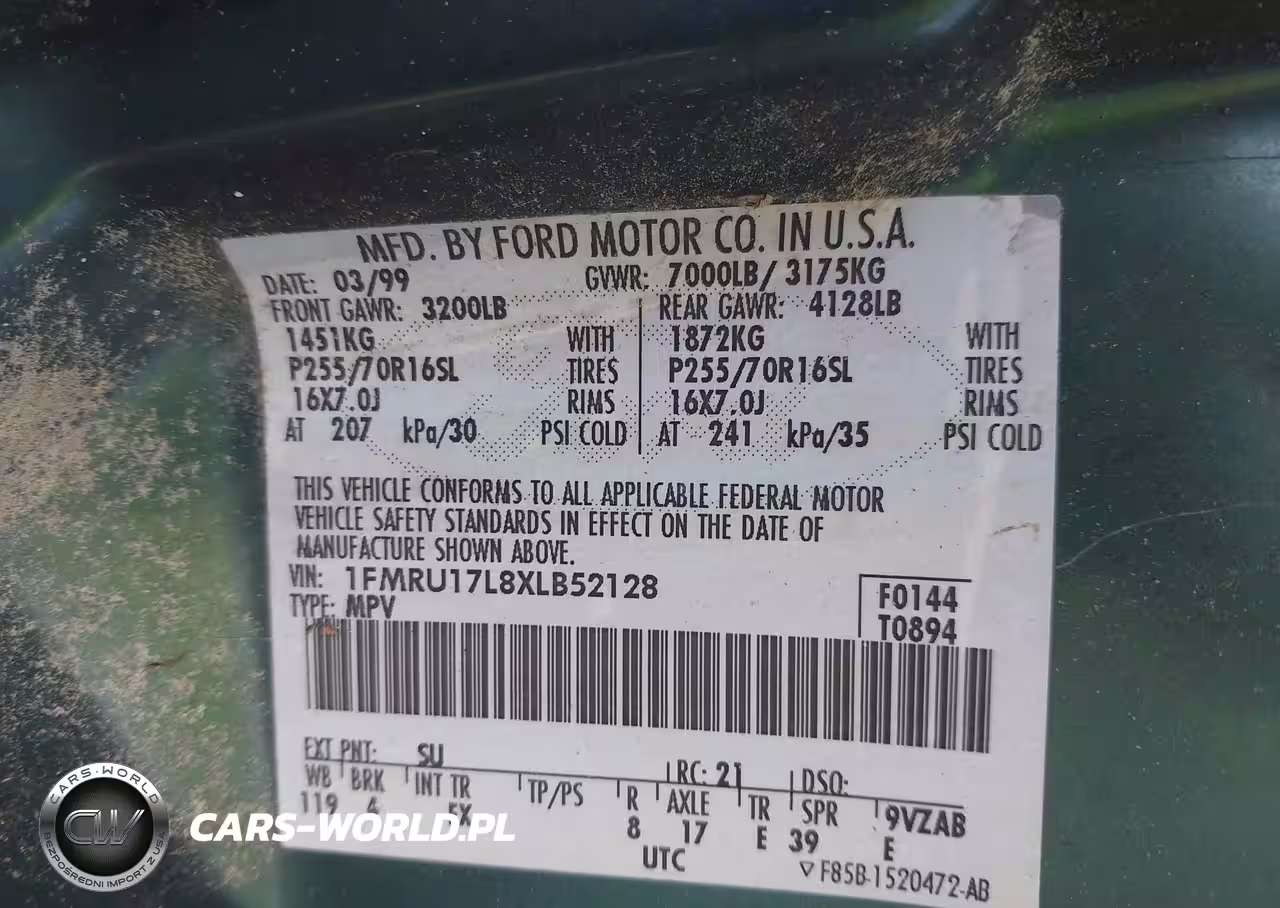 MFD. BY FORD MOTOR CO. IN U.S.A.
DATE: 03/99 GVWR: 7000LB/ 3175KG
FRONT GAWR: 3200LB REAR GAWR: 4128LB
1451KG WITH 1872KG WITH
P255/70R16SL TIRES P255/70R16SL TIRES
16X7.0J RIMS 16X7.0J RIMS
AT 207 kPa/30 PSI COLD AT 241 kPa/35 PSI COLD
THIS VEHICLE CONFORMS TO ALL APPLICABLE FEDERAL MOTOR
VEHICLE SAFETY STANDARDS IN EFFECT ON THE DATE OF
MANUFACTURE SHOWN ABOVE.
VIN: 1FMRU17L8XLB52128
TYPE: MPV
F0144
T0894
EXT PNT: SU RC: 21 DSO:
WB BRK INT TR TP/PS R AXLE TR SPR 9VZAB
119 4 5X 8 17 E 39 E
UTC
F85B-1520472-AB
CARS-WORLD
CW
BEZPOŚREDNI IMPORT Z USA
CARS-WORLD.PL